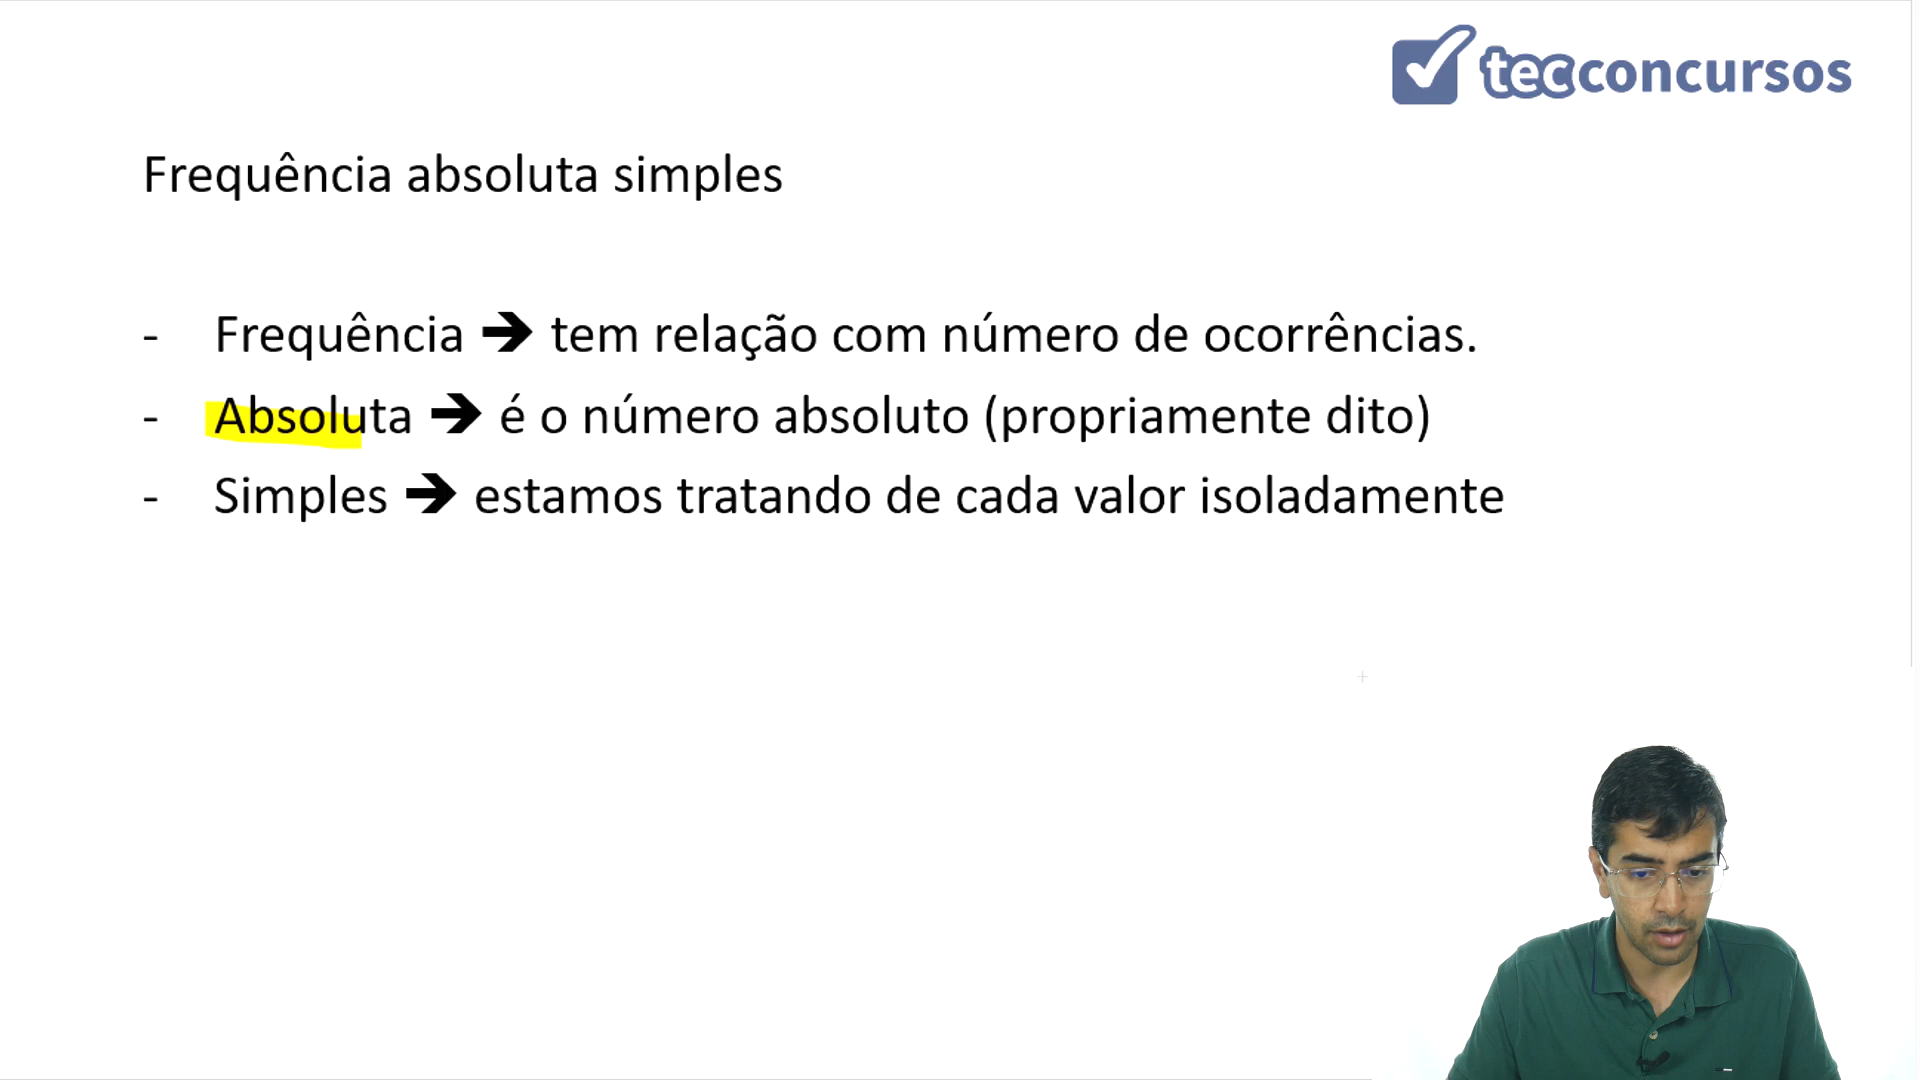 tecconcursos
Frequência absoluta simples
- Frequência ➔ tem relação com número de ocorrências.
- Absoluta ➔ é o número absoluto (propriamente dito)
- Simples ➔ estamos tratando de cada valor isoladamente